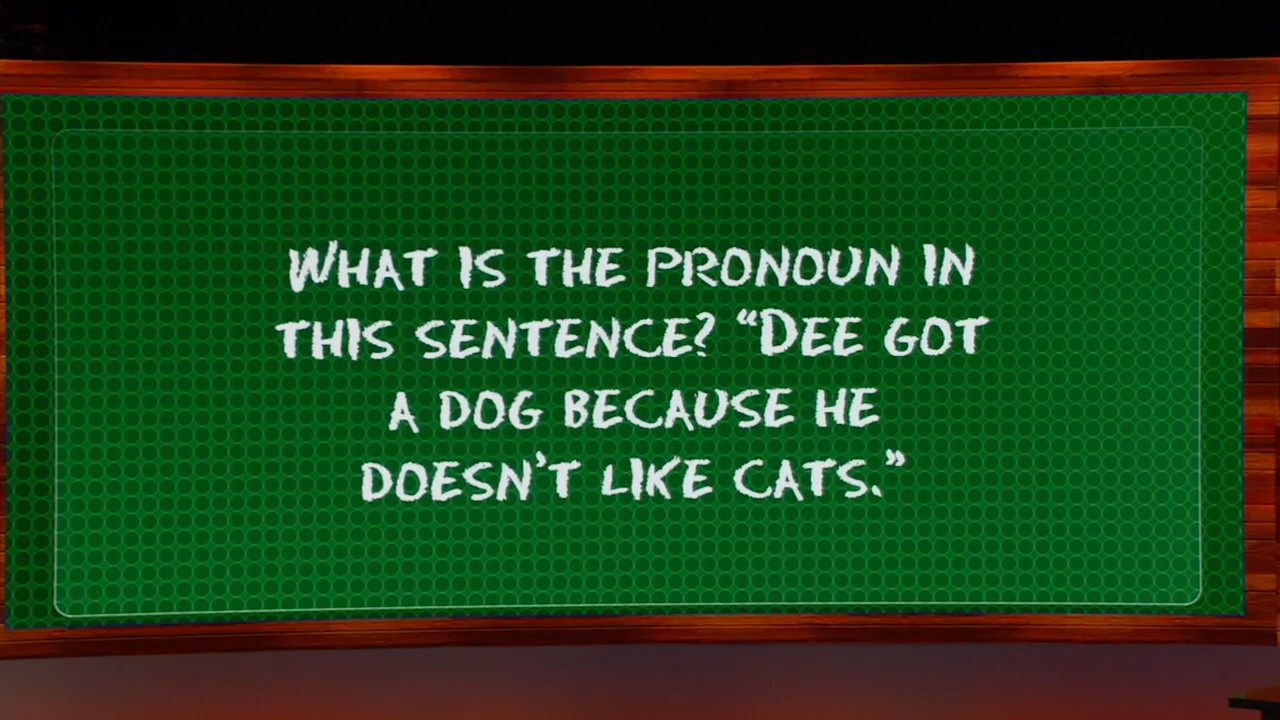 WHAT IS THE PRONOUN IN
THIS SENTENCE? “DEE GOT
A DOG BECAUSE HE
DOESN’T LIKE CATS.”